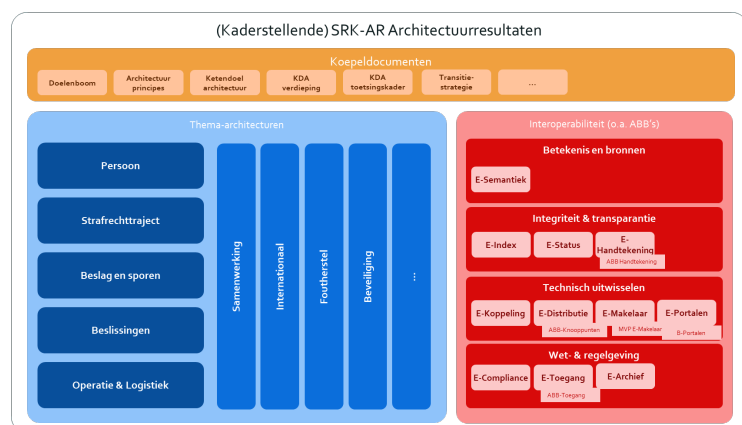 (Kaderstellende) SRK-AR Architectuurresultaten
Koepeldocumenten
Doelenboom
Architectuur
principes
Ketendoel
architectuur
KDA
verdieping
KDA
toetsingskader
Transitie-
strategie
...
Thema-architecturen
Persoon
Strafrechttraject
Beslag en sporen
Beslissingen
Operatie & Logistiek
Samenwerking
Internationaal
Foutherstel
Beveiliging
...
Interoperabiliteit (o.a. ABB's)
Betekenis en bronnen
E-Semantiek
Integriteit & transparantie
E-Index
E-Status
E-
Handtekening
ABB Handtekening
Technisch uitwisselen
E-Koppeling
E-Distributie
E-Makelaar
E-Portalen
ABB-Knooppunten
MVP E-Makelaar
B-Portalen
Wet- & regelgeving
E-Compliance
E-Toegang
E-Archief
ABB-Toegang